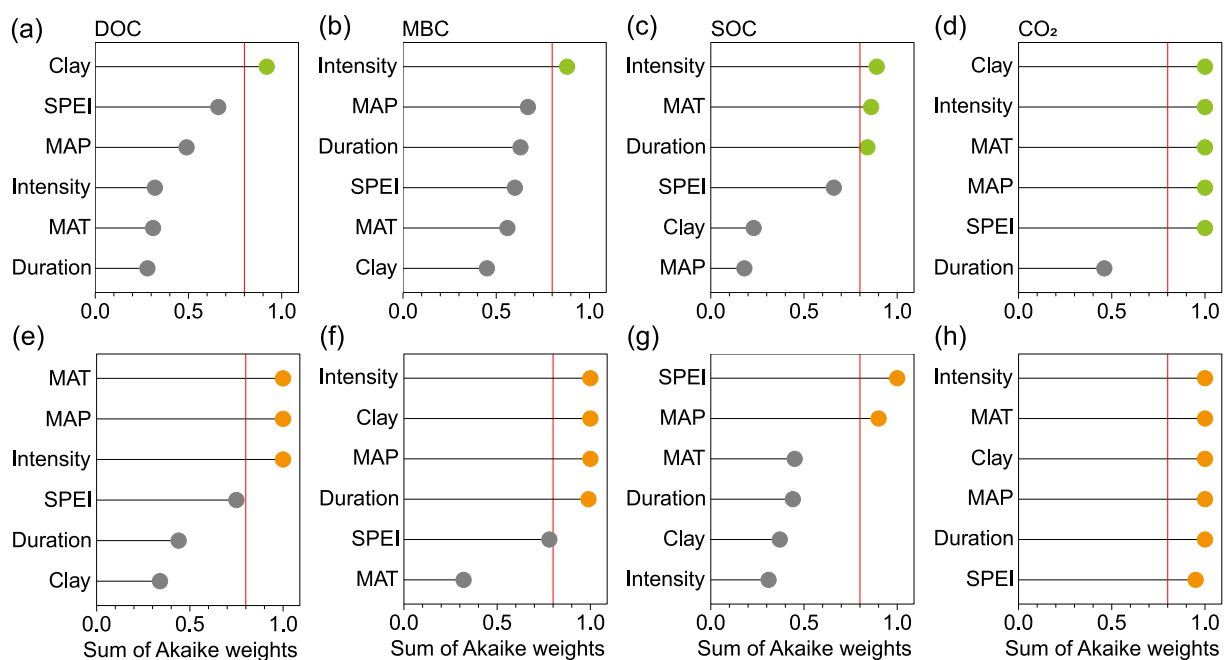 (a) DOC
Clay
SPEI
MAP
Intensity
MAT
Duration
0.0 0.5 1.0
(b) MBC
Intensity
MAP
Duration
SPEI
MAT
Clay
0.0 0.5 1.0
(c) SOC
Intensity
MAT
Duration
SPEI
Clay
MAP
0.0 0.5 1.0
(d) CO₂
Clay
Intensity
MAT
MAP
SPEI
Duration
0.0 0.5 1.0
(e)
MAT
MAP
Intensity
SPEI
Duration
Clay
0.0 0.5 1.0
Sum of Akaike weights
(f)
Intensity
Clay
MAP
Duration
SPEI
MAT
0.0 0.5 1.0
Sum of Akaike weights
(g)
SPEI
MAP
MAT
Duration
Clay
Intensity
0.0 0.5 1.0
Sum of Akaike weights
(h)
Intensity
MAT
Clay
MAP
Duration
SPEI
0.0 0.5 1.0
Sum of Akaike weights